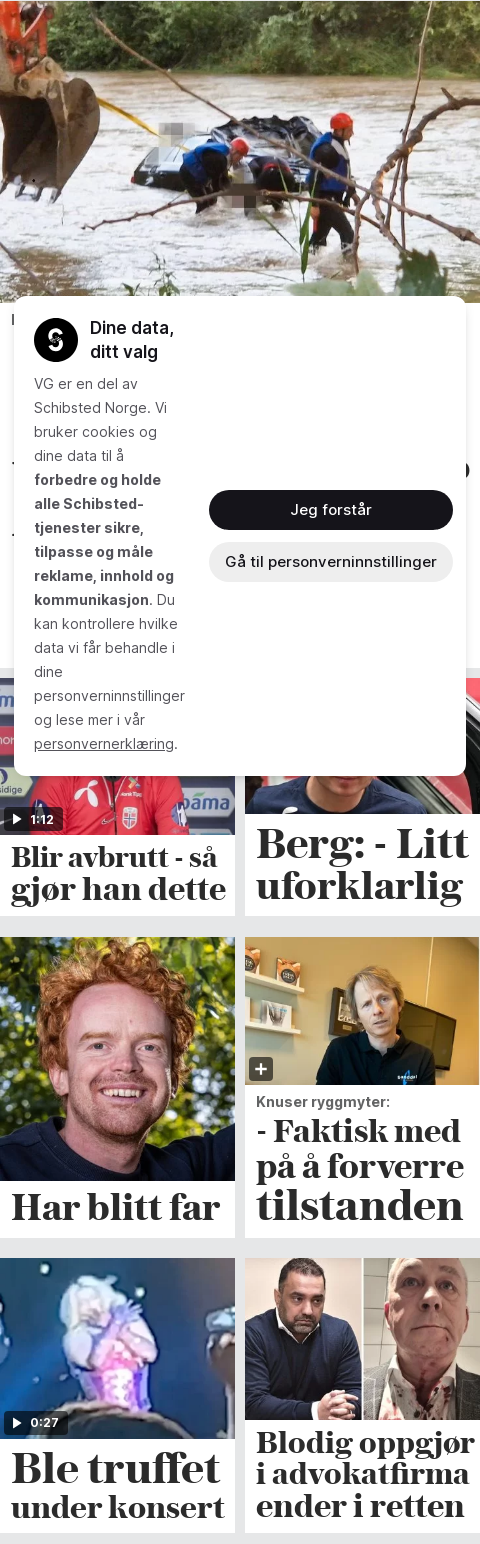 Dine data,
ditt valg
VG er en del av
Schibsted Norge. Vi
bruker cookies og
dine data til å
forbedre og holde
alle Schibsted-
tjenester sikre,
tilpasse og måle
reklame, innhold og
kommunikasjon. Du
kan kontrollere hvilke
data vi får behandle i
dine
personverninnstillinger
og lese mer i vår
personvernerklæring.
Jeg forstår
Gå til personverninnstillinger
1:12
Blir avbrutt - så
gjør han dette
Berg: - Litt
uforklarlig
Har blitt far
Knuser ryggmyter:
- Faktisk med
på å forverre
tilstanden
0:27
Ble truffet
under konsert
Blodig oppgjør
i advokatfirma
ender i retten